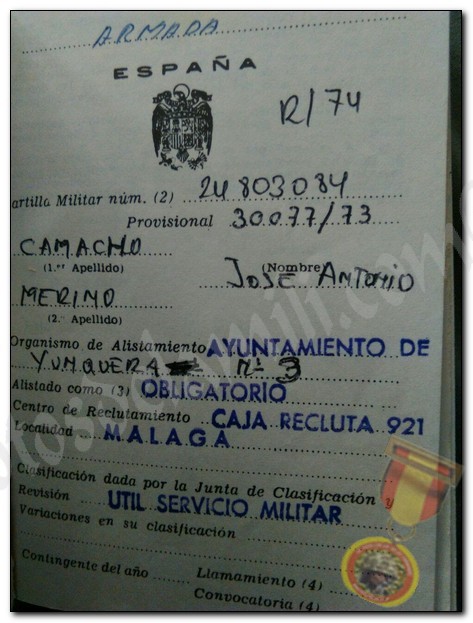 ARMADA
ESPAÑA
R/74
artilla Militar núm. (2) 24803084
Provisional 30077/73
CAMACHO
(1.er Apellido)
JOSE ANTONIO
(Nombre)
MERINO
(2.º Apellido)
Organismo de Alistamiento AYUNTAMIENTO DE
YUNQUERA Nº 3
Alistado como (3) OBLIGATORIO
Centro de Reclutamiento CAJA RECLUTA 921
Localidad MALAGA
Clasificación dada por la Junta de Clasificación y
Revisión UTIL SERVICIO MILITAR
Variaciones en su clasificación
Contingente del año Llamamiento (4)
Convocatoria (4)